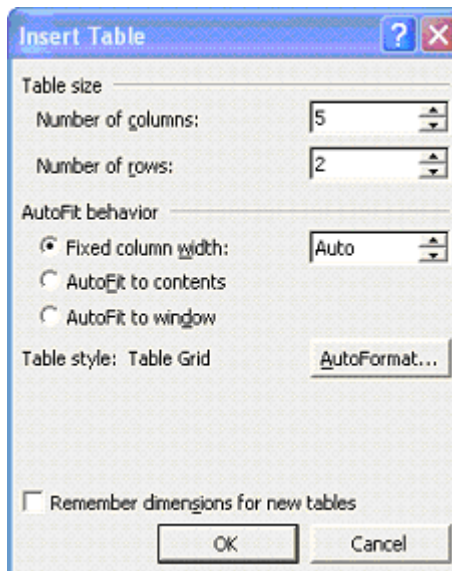 Insert Table
Table size
Number of columns: 5
Number of rows: 2
AutoFit behavior
Fixed column width: Auto
AutoFit to contents
AutoFit to window
Table style: Table Grid AutoFormat...
Remember dimensions for new tables
OK Cancel